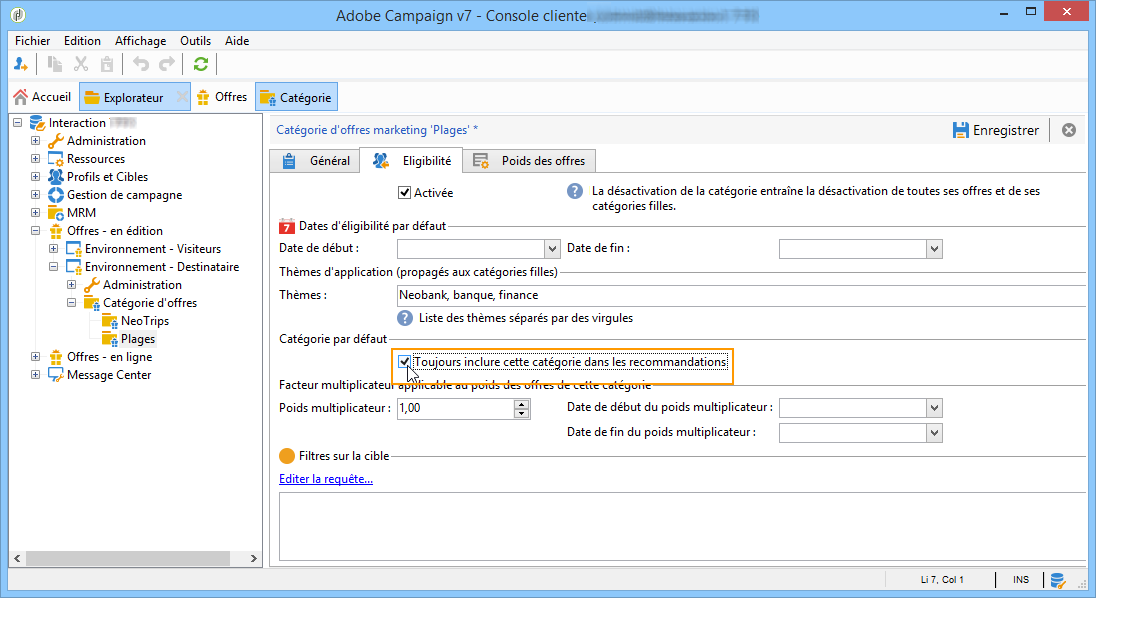 Adobe Campaign v7 - Console cliente
Fichier Edition Affichage Outils Aide
Accueil Explorateur Offres Catégorie
Interaction
Administration
Ressources
Profils et Cibles
Gestion de campagne
MRM
Offres - en édition
Environnement - Visiteurs
Environnement - Destinataire
Administration
Catégorie d'offres
NeoTrips
Plages
Offres - en ligne
Message Center
Catégorie d'offres marketing 'Plages' *
Enregistrer
Général Eligibilité Poids des offres
Activée
La désactivation de la catégorie entraîne la désactivation de toutes ses offres et de ses
catégories filles.
7 Dates d'éligibilité par défaut
Date de début : Date de fin :
Thèmes d'application (propagés aux catégories filles)
Thèmes : Neobank, banque, finance
Liste des thèmes séparés par des virgules
Catégorie par défaut
Toujours inclure cette catégorie dans les recommandations
Facteur multiplicateur applicable au poids des offres de cette catégorie
Poids multiplicateur : 1,00 Date de début du poids multiplicateur :
Date de fin du poids multiplicateur :
Filtres sur la cible
Editer la requête...
Li 7, Col 1 INS